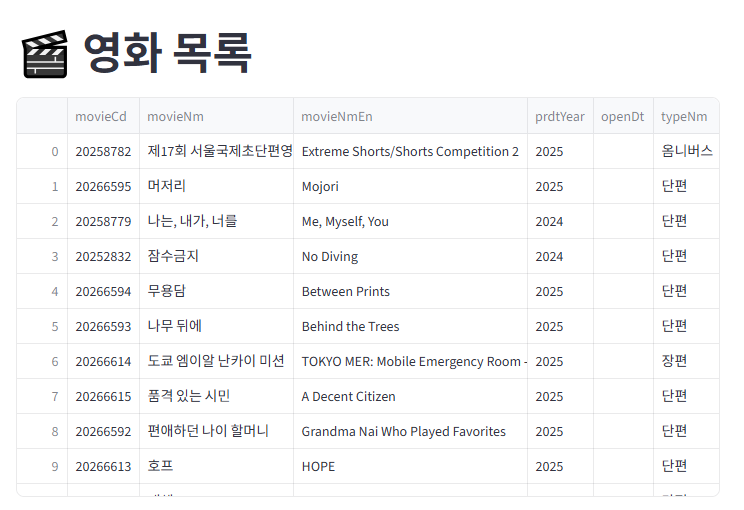 영화 목록
movieCd movieNm movieNmEn prdtYear openDt typeNm
0 20258782 제17회 서울국제초단편영 Extreme Shorts/Shorts Competition 2 2025 옴니버스
1 20266595 머저리 Mojori 2025 단편
2 20258779 나는, 내가, 너를 Me, Myself, You 2024 단편
3 20252832 잠수금지 No Diving 2024 단편
4 20266594 무용담 Between Prints 2025 단편
5 20266593 나무 뒤에 Behind the Trees 2025 단편
6 20266614 도쿄 엠이알 난카이 미션 TOKYO MER: Mobile Emergency Room - 2025 장편
7 20266615 품격 있는 시민 A Decent Citizen 2025 단편
8 20266592 편애하던 나이 할머니 Grandma Nai Who Played Favorites 2025 단편
9 20266613 호프 HOPE 2025 단편